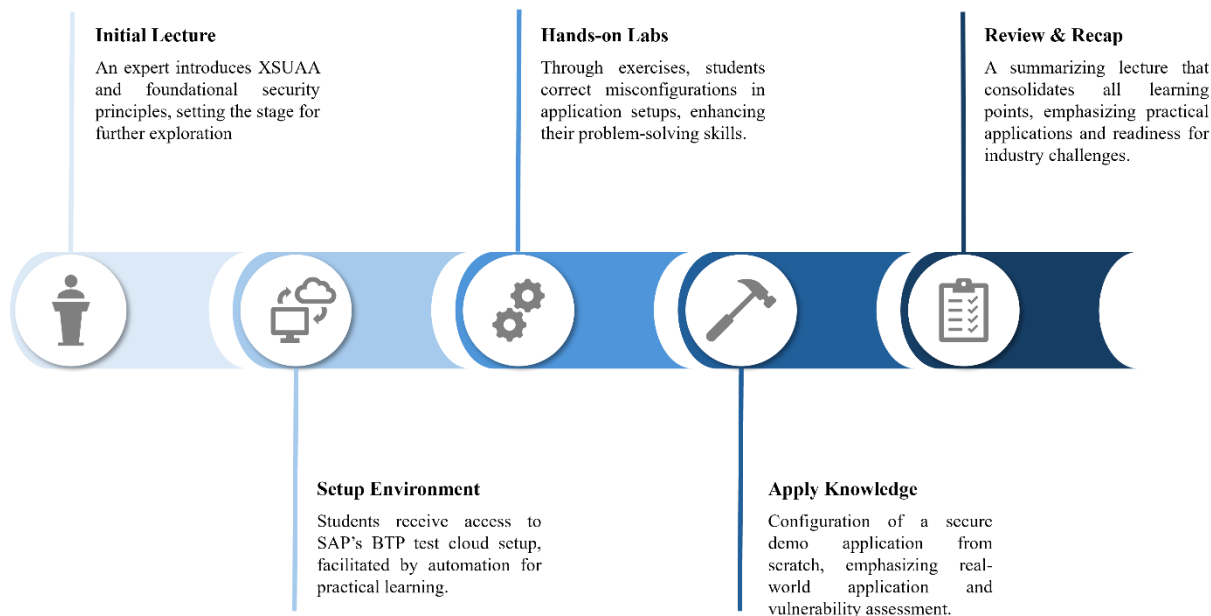 Initial Lecture
An expert introduces XSUAA
and foundational security
principles, setting the stage for
further exploration
Hands-on Labs
Through exercises, students
correct misconfigurations in
application setups, enhancing
their problem-solving skills.
Review & Recap
A summarizing lecture that
consolidates all learning
points, emphasizing practical
applications and readiness for
industry challenges.
Setup Environment
Students receive access to
SAP's BTP test cloud setup,
facilitated by automation for
practical learning.
Apply Knowledge
Configuration of a secure
demo application from
scratch, emphasizing real-
world application and
vulnerability assessment.